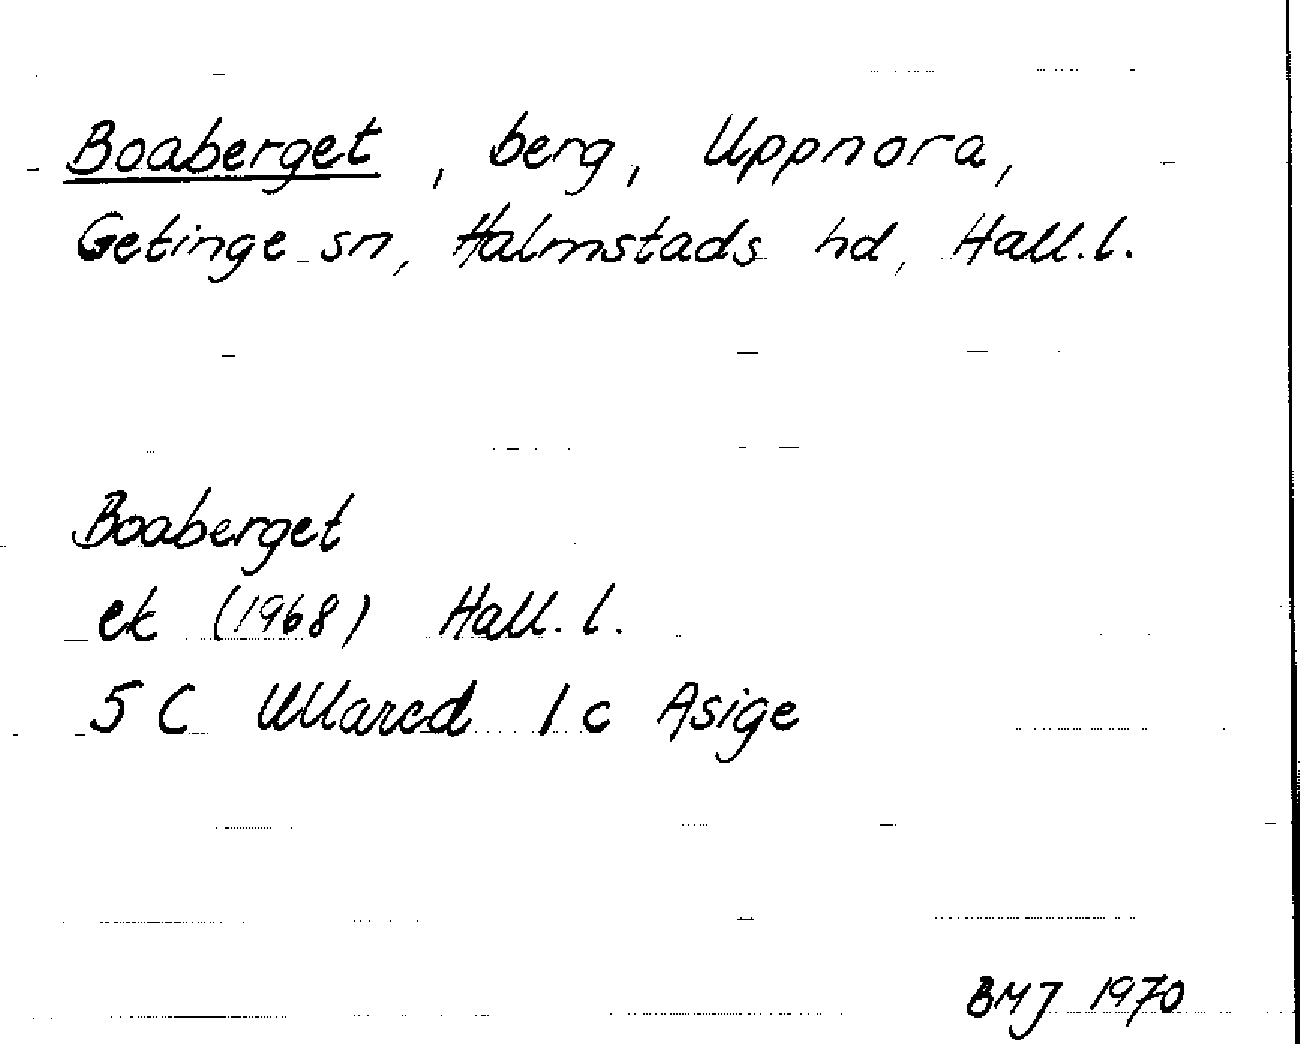 Boaberget, berg, Uppnora,
Getinge sn, Halmstads hd, Hall.l.
Boaberget
ek (1968) Hall.l.
5 C Ullared 1 c Asige
BMJ 1970